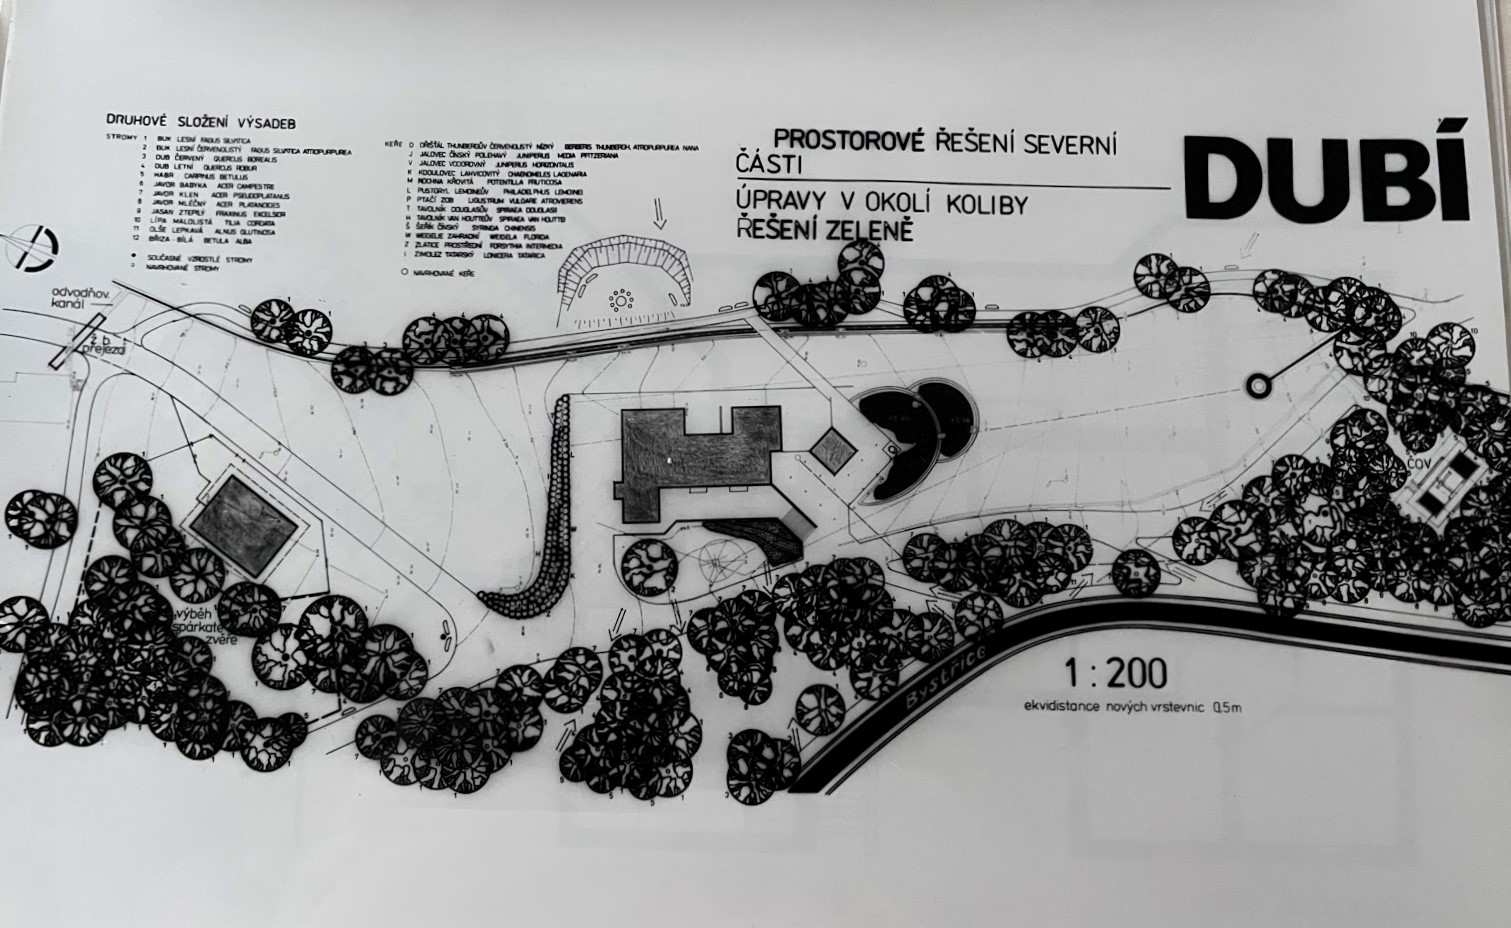 DRUHOVÉ SLOŽENÍ VÝSADEB
STROMY 1 BUK LESNÍ FAGUS SILVATICA
2 BUK LESNÍ ČERVENOLISTÝ FAGUS SILVATICA ATROPURPUREA
3 DUB ČERVENÝ QUERCUS BOREALIS
4 DUB LETNÍ QUERCUS ROBUR
5 HABR CARPINUS BETULUS
6 JAVOR BABYKA ACER CAMPESTRE
7 JAVOR KLEN ACER PSEUDOPLATANUS
8 JAVOR MLÉČNÝ ACER PLATANOIDES
9 JASAN ZTEPILÝ FRAXINUS EXCELSIOR
10 LÍPA MALOLISTÁ TILIA CORDATA
11 OLŠE LEPKAVÁ ALNUS GLUTINOSA
12 BŘÍZA BÍLÁ BETULA ALBA
SOUČASNÉ VZROSTLÉ STROMY
NAVRHOVANÉ STROMY
KEŘE D DŘIŠŤÁL THUNBERGŮV ČERVENOLISTÝ NÍZKÝ BERBERIS THUNBERGII, ATROPURPUREA NANA
J JALOVEC ČÍNSKÝ POLEHAVÝ JUNIPERUS MEDIA PFITZERIANA
V JALOVEC VODOROVNÝ JUNIPERUS HORIZONTALIS
K KDOULOVEC LAHVICOVITÝ CHAENOMELES LAGENARIA
M MOCHNA KŘOVITÁ POTENTILLA FRUTICOSA
L PUSTORYL LEMOINEŮV PHILADELPHUS LEMOINEI
P PTAČÍ ZOB LIGUSTRUM VULGARE ATROVIRENS
T TAVOLNÍK DOUGLASŮV SPIRAEA DOUGLASII
H TAVOLNÍK VAN HOUTTEŮV SPIRAEA VAN HOUTTEI
Š ŠEŘÍK ČÍNSKÝ SYRINGA CHINENSIS
W WEIGELIE ZAHRADNÍ WEIGELA FLORIDA
Z ZLATICE PROSTŘEDNÍ FORSYTHIA INTERMEDIA
I ZIMOLEZ TATARSKÝ LONICERA TATARICA
NAVRHOVANÉ KEŘE
PROSTOROVÉ ŘEŠENÍ SEVERNÍ
ČÁSTI
ÚPRAVY V OKOLÍ KOLIBY
ŘEŠENÍ ZELENĚ
DUBÍ
odvodňov.
kanál
ž. b.
přejezd
výběh
spárkaté
zvěře
ČOV
Bystřice
1 : 200
ekvidistance nových vrstevnic 0,5 m